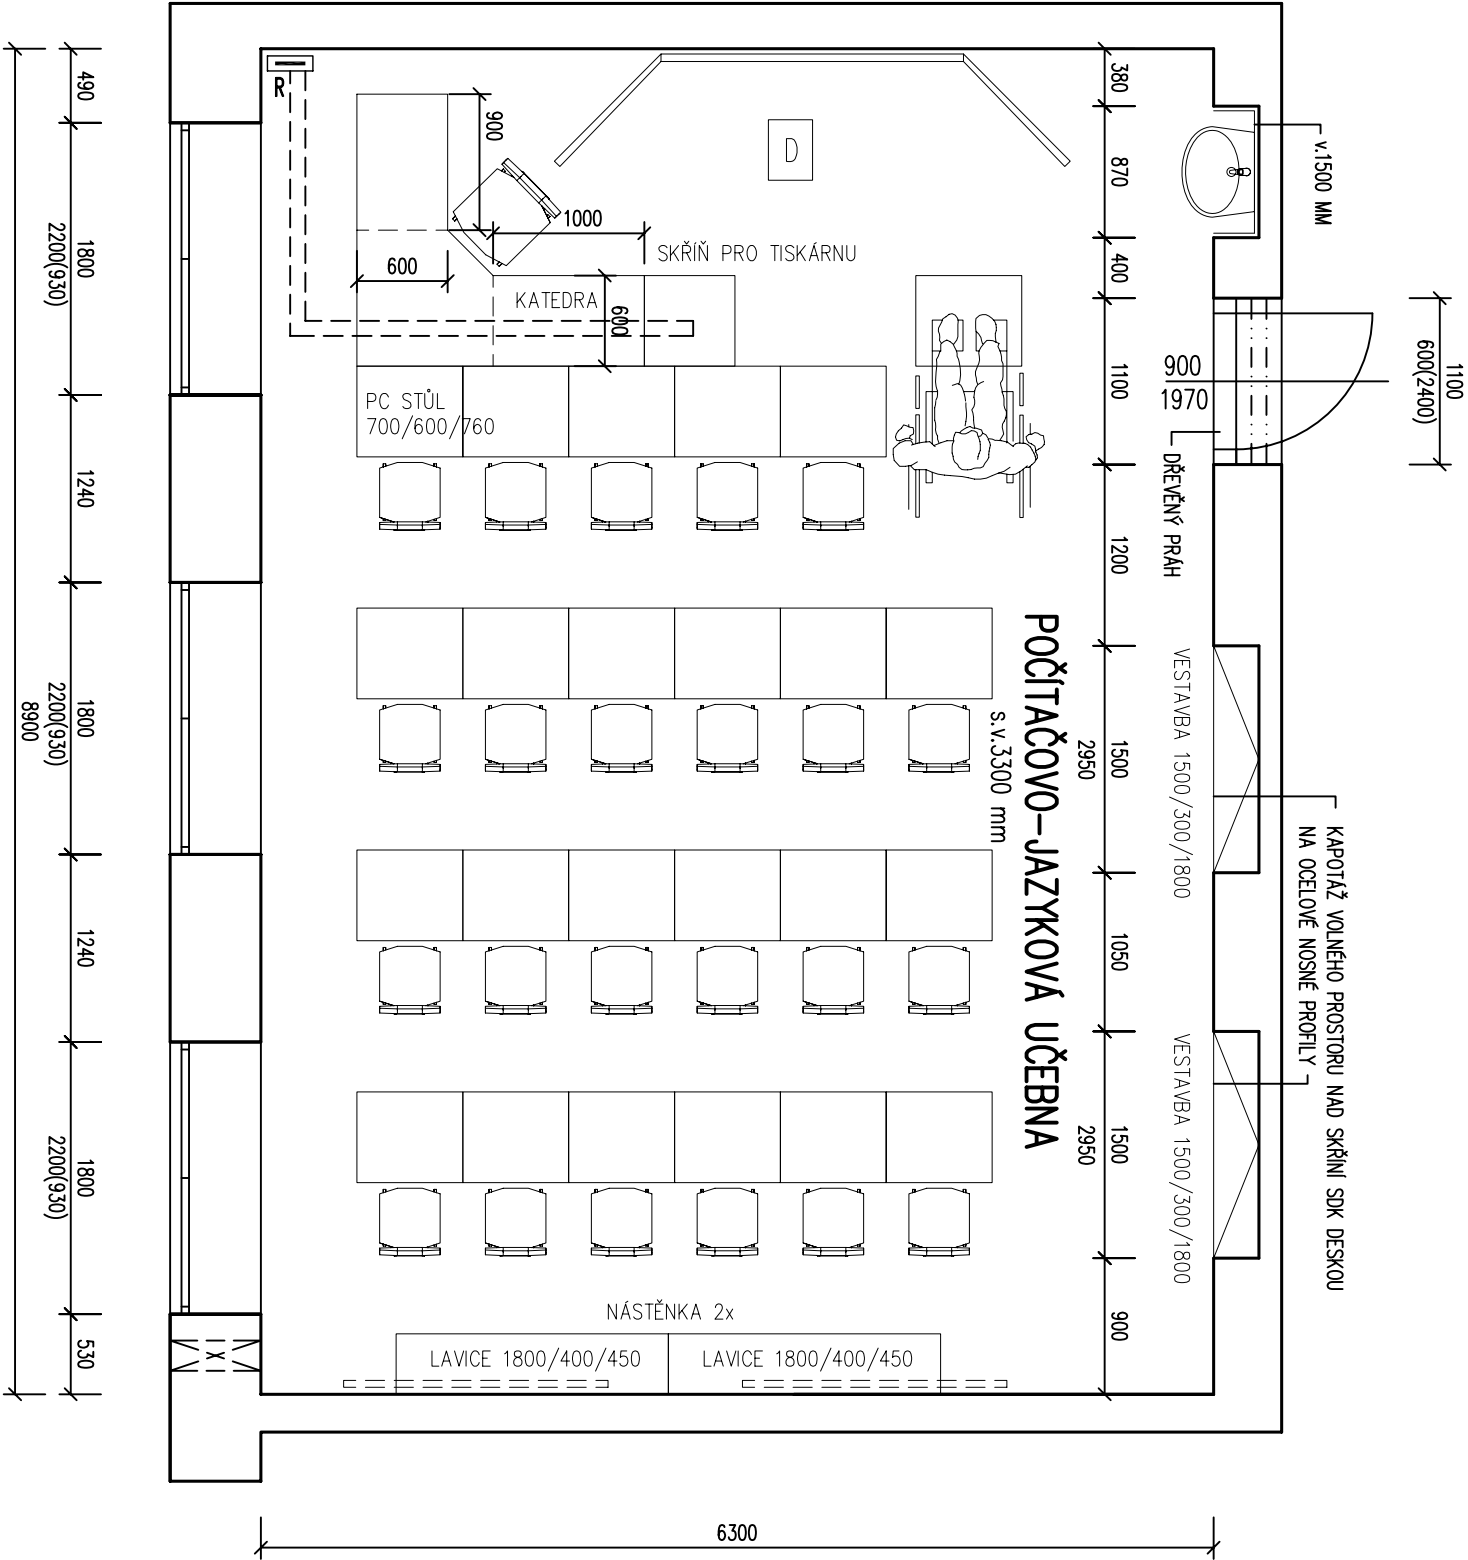 490
1800
2200(930)
1240
1800
2200(930)
8900
1240
1800
2200(930)
530
R
900
1000
600
600
KATEDRA
SKŘÍŇ PRO TISKÁRNU
D
PC STŮL
700/600/760
380
870
400
1100
1200
1500
2950
1050
1500
2950
900
v.1500 MM
900
1970
1100
600(2400)
DŘEVĚNÝ PRÁH
POČÍTAČOVO-JAZYKOVÁ UČEBNA
s.v.3300 mm
VESTAVBA 1500/300/1800
VESTAVBA 1500/300/1800
KAPOTÁŽ VOLNÉHO PROSTORU NAD SKŘÍNÍ SDK DESKOU
NA OCELOVÉ NOSNÉ PROFILY
NÁSTĚNKA 2x
LAVICE 1800/400/450
LAVICE 1800/400/450
6300